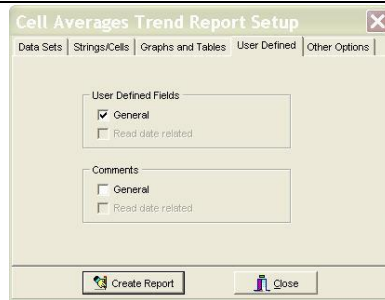 Cell Averages Trend Report Setup
Data Sets Strings/Cells Graphs and Tables User Defined Other Options
User Defined Fields
General
Read date related
Comments
General
Read date related
Create Report Close